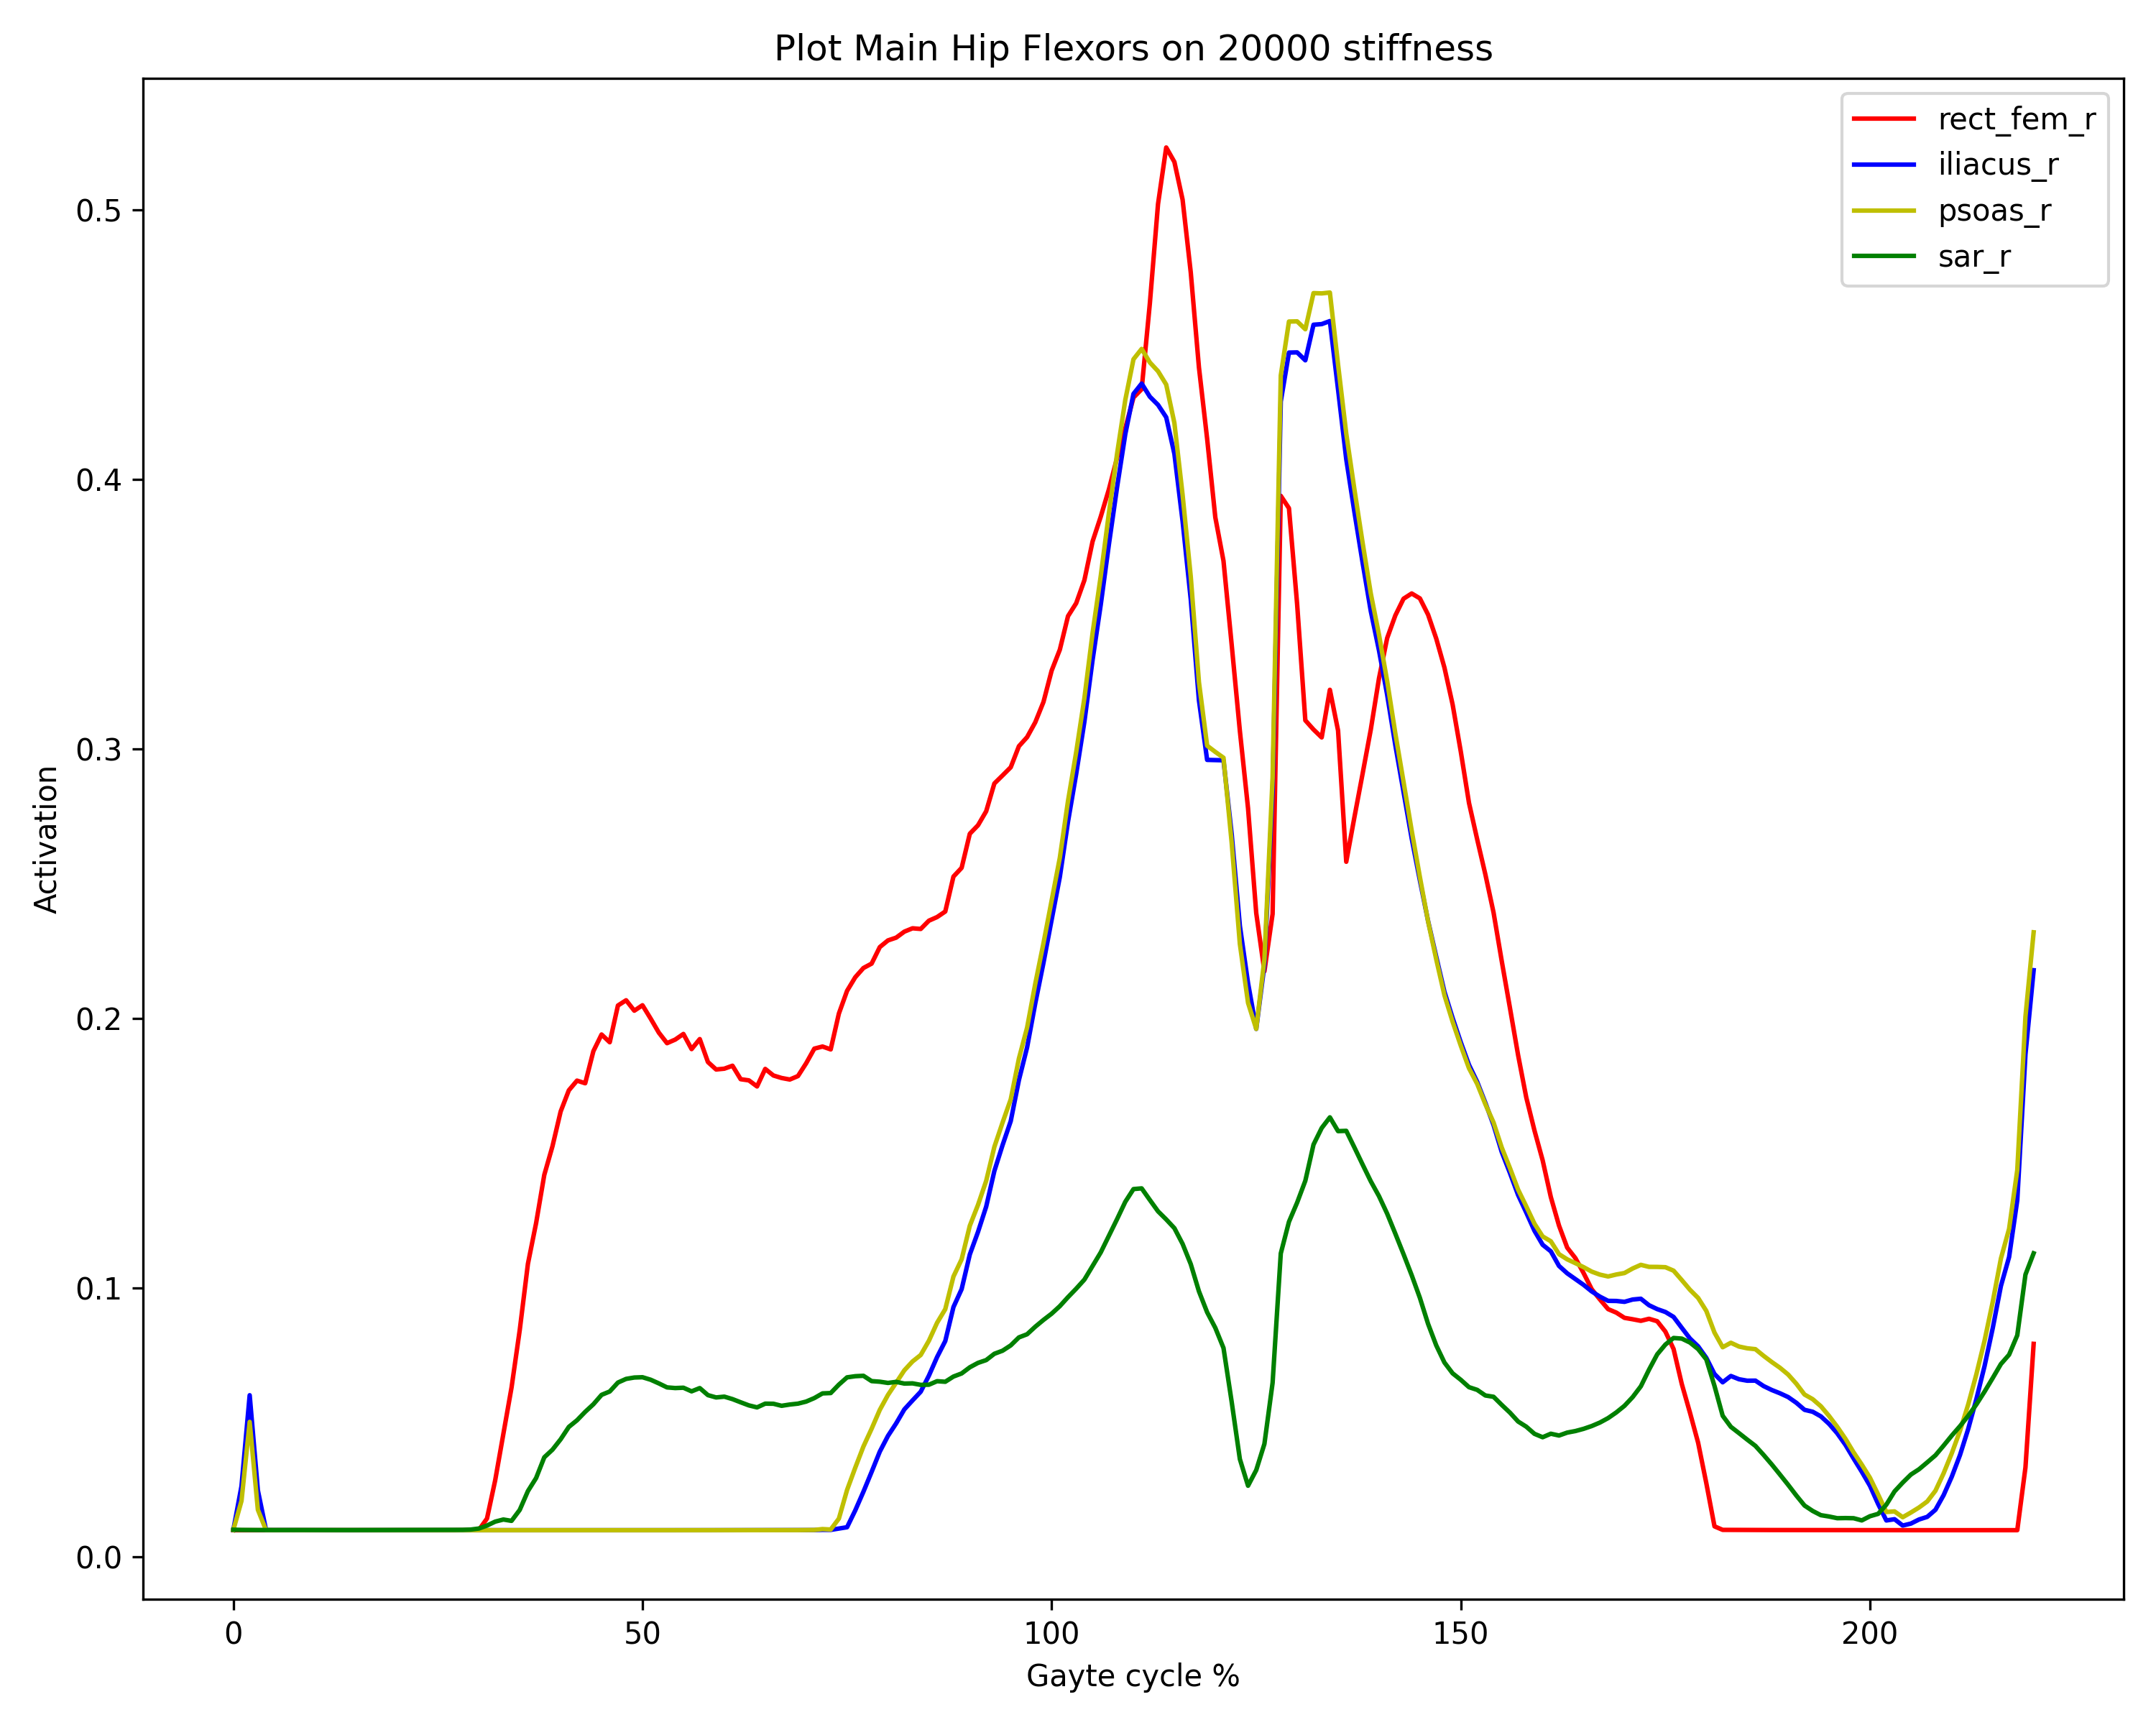 Plot Main Hip Flexors on 20000 stiffness
rect_fem_r
iliacus_r
psoas_r
sar_r
0.5
0.4
0.3
0.2
0.1
0.0
Activation
0 50 100 150 200
Gayte cycle %